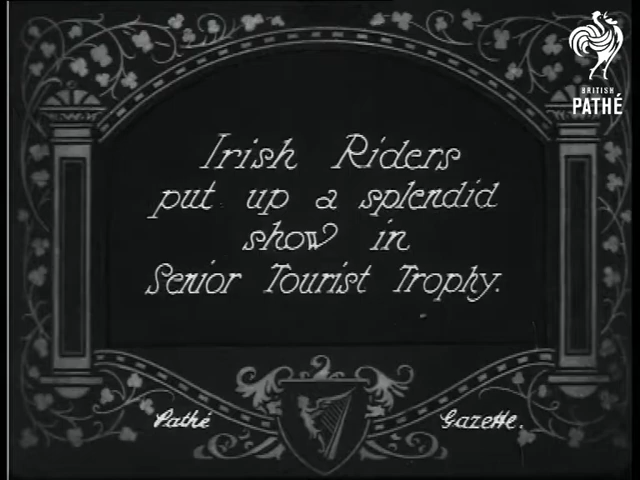 BRITISH
PATHÉ
Irish Riders
put up a splendid
show in
Senior Tourist Trophy.
Pathé Gazette.